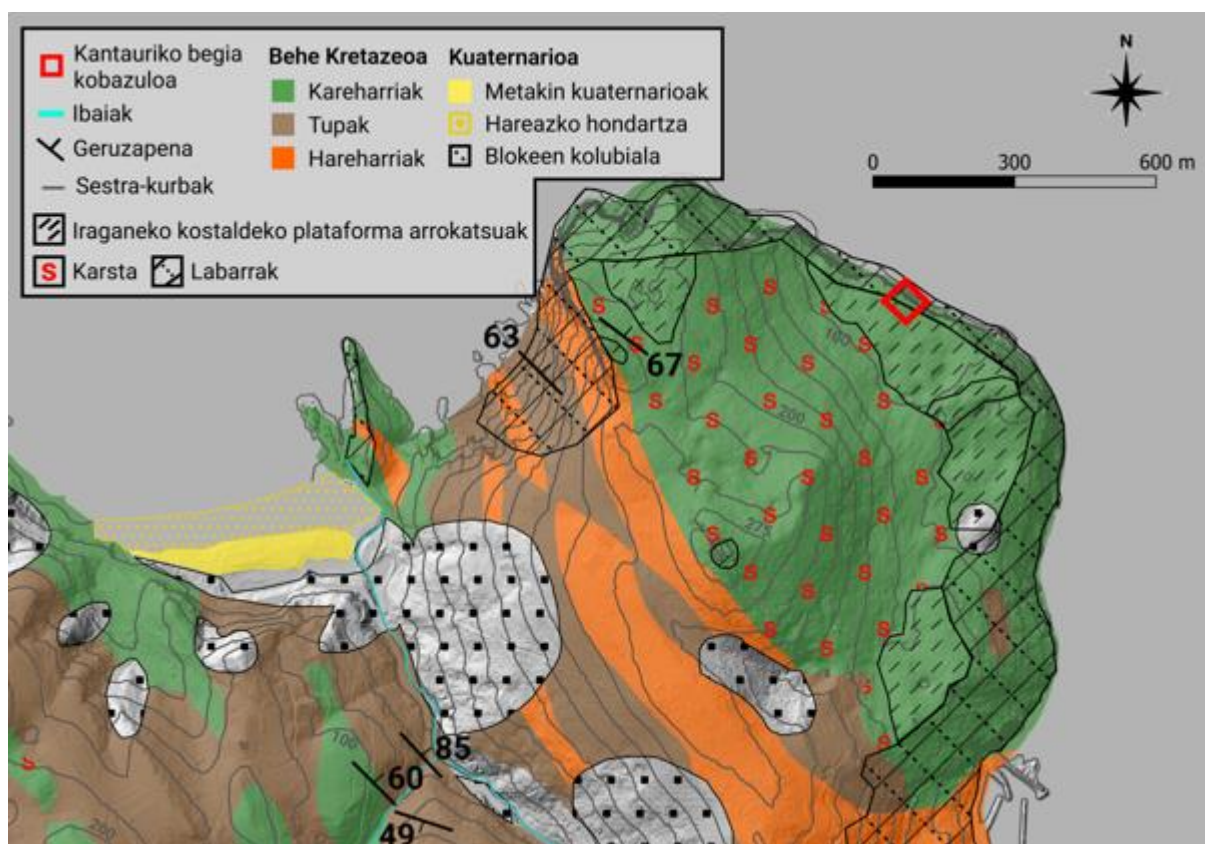 Kantauriko begia
kobazuloa
Ibaiak
Geruzapena
Sestra-kurbak
Behe Kretazeoa
Kareharriak
Tupak
Hareharriak
Kuaternarioa
Metakin kuaternarioak
Hareazko hondartza
Blokeen kolubiala
Iraganeko kostaldeko plataforma arrokatsuak
S Karsta
Labarrak
N
0 300 600 m
63
67
100
200
85
60
49
100
200